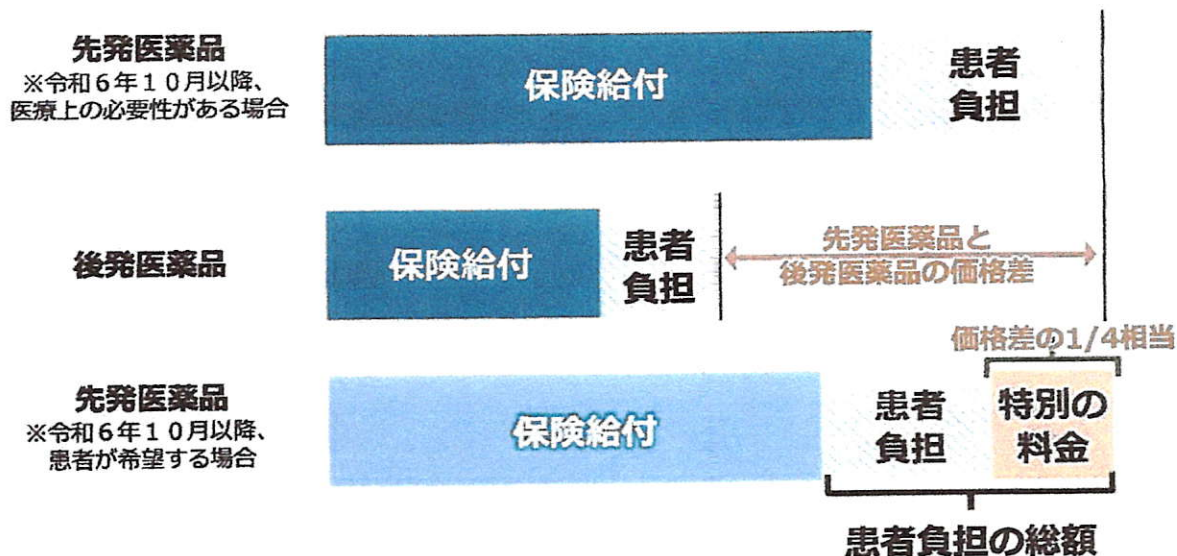 先発医薬品
※令和6年10月以降、
医療上の必要性がある場合
保険給付
患者
負担
後発医薬品
保険給付
患者
負担
先発医薬品と
後発医薬品の価格差
価格差の1/4相当
先発医薬品
※令和6年10月以降、
患者が希望する場合
保険給付
患者
負担
特別の
料金
患者負担の総額